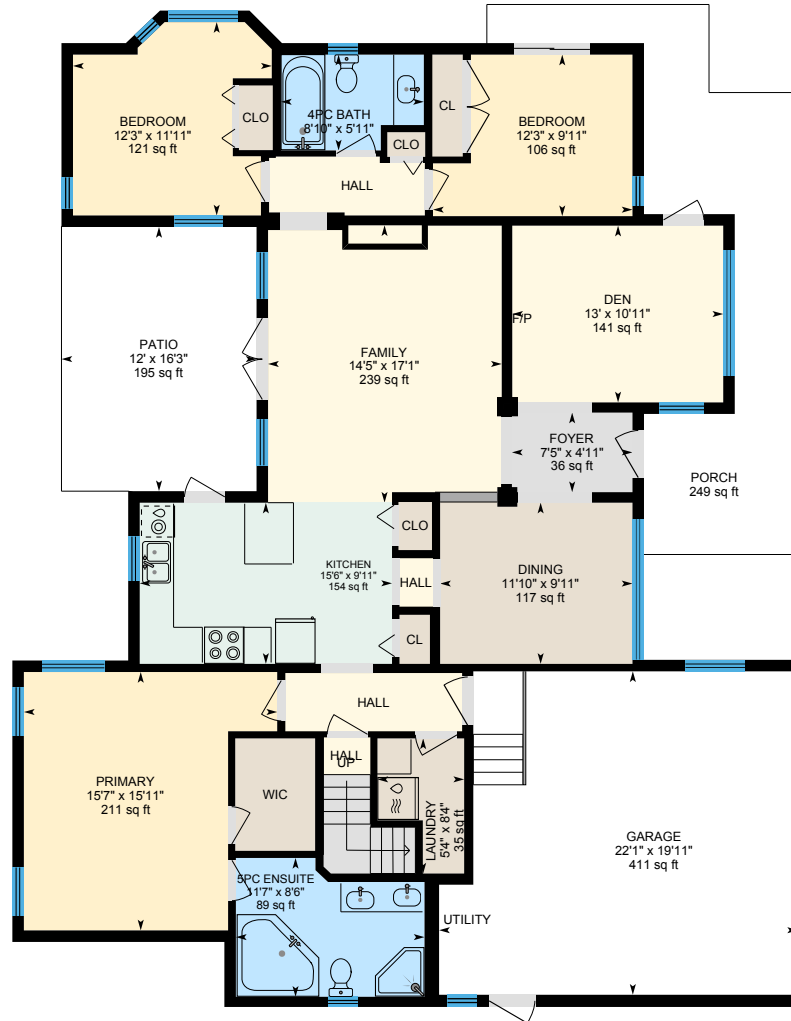 BEDROOM
12'3" x 11'11"
121 sq ft
CLO
4PC BATH
8'10" x 5'11"
CL
BEDROOM
12'3" x 9'11"
106 sq ft
CLO
HALL
PATIO
12' x 16'3"
195 sq ft
FAMILY
14'5" x 17'1"
239 sq ft
F/P
DEN
13' x 10'11"
141 sq ft
FOYER
7'5" x 4'11"
36 sq ft
PORCH
249 sq ft
KITCHEN
15'6" x 9'11"
154 sq ft
CLO
HALL
CL
DINING
11'10" x 9'11"
117 sq ft
HALL
PRIMARY
15'7" x 15'11"
211 sq ft
WIC
HALL
UP
LAUNDRY
5'4" x 8'4"
35 sq ft
GARAGE
22'1" x 19'11"
411 sq ft
5PC ENSUITE
11'7" x 8'6"
89 sq ft
UTILITY